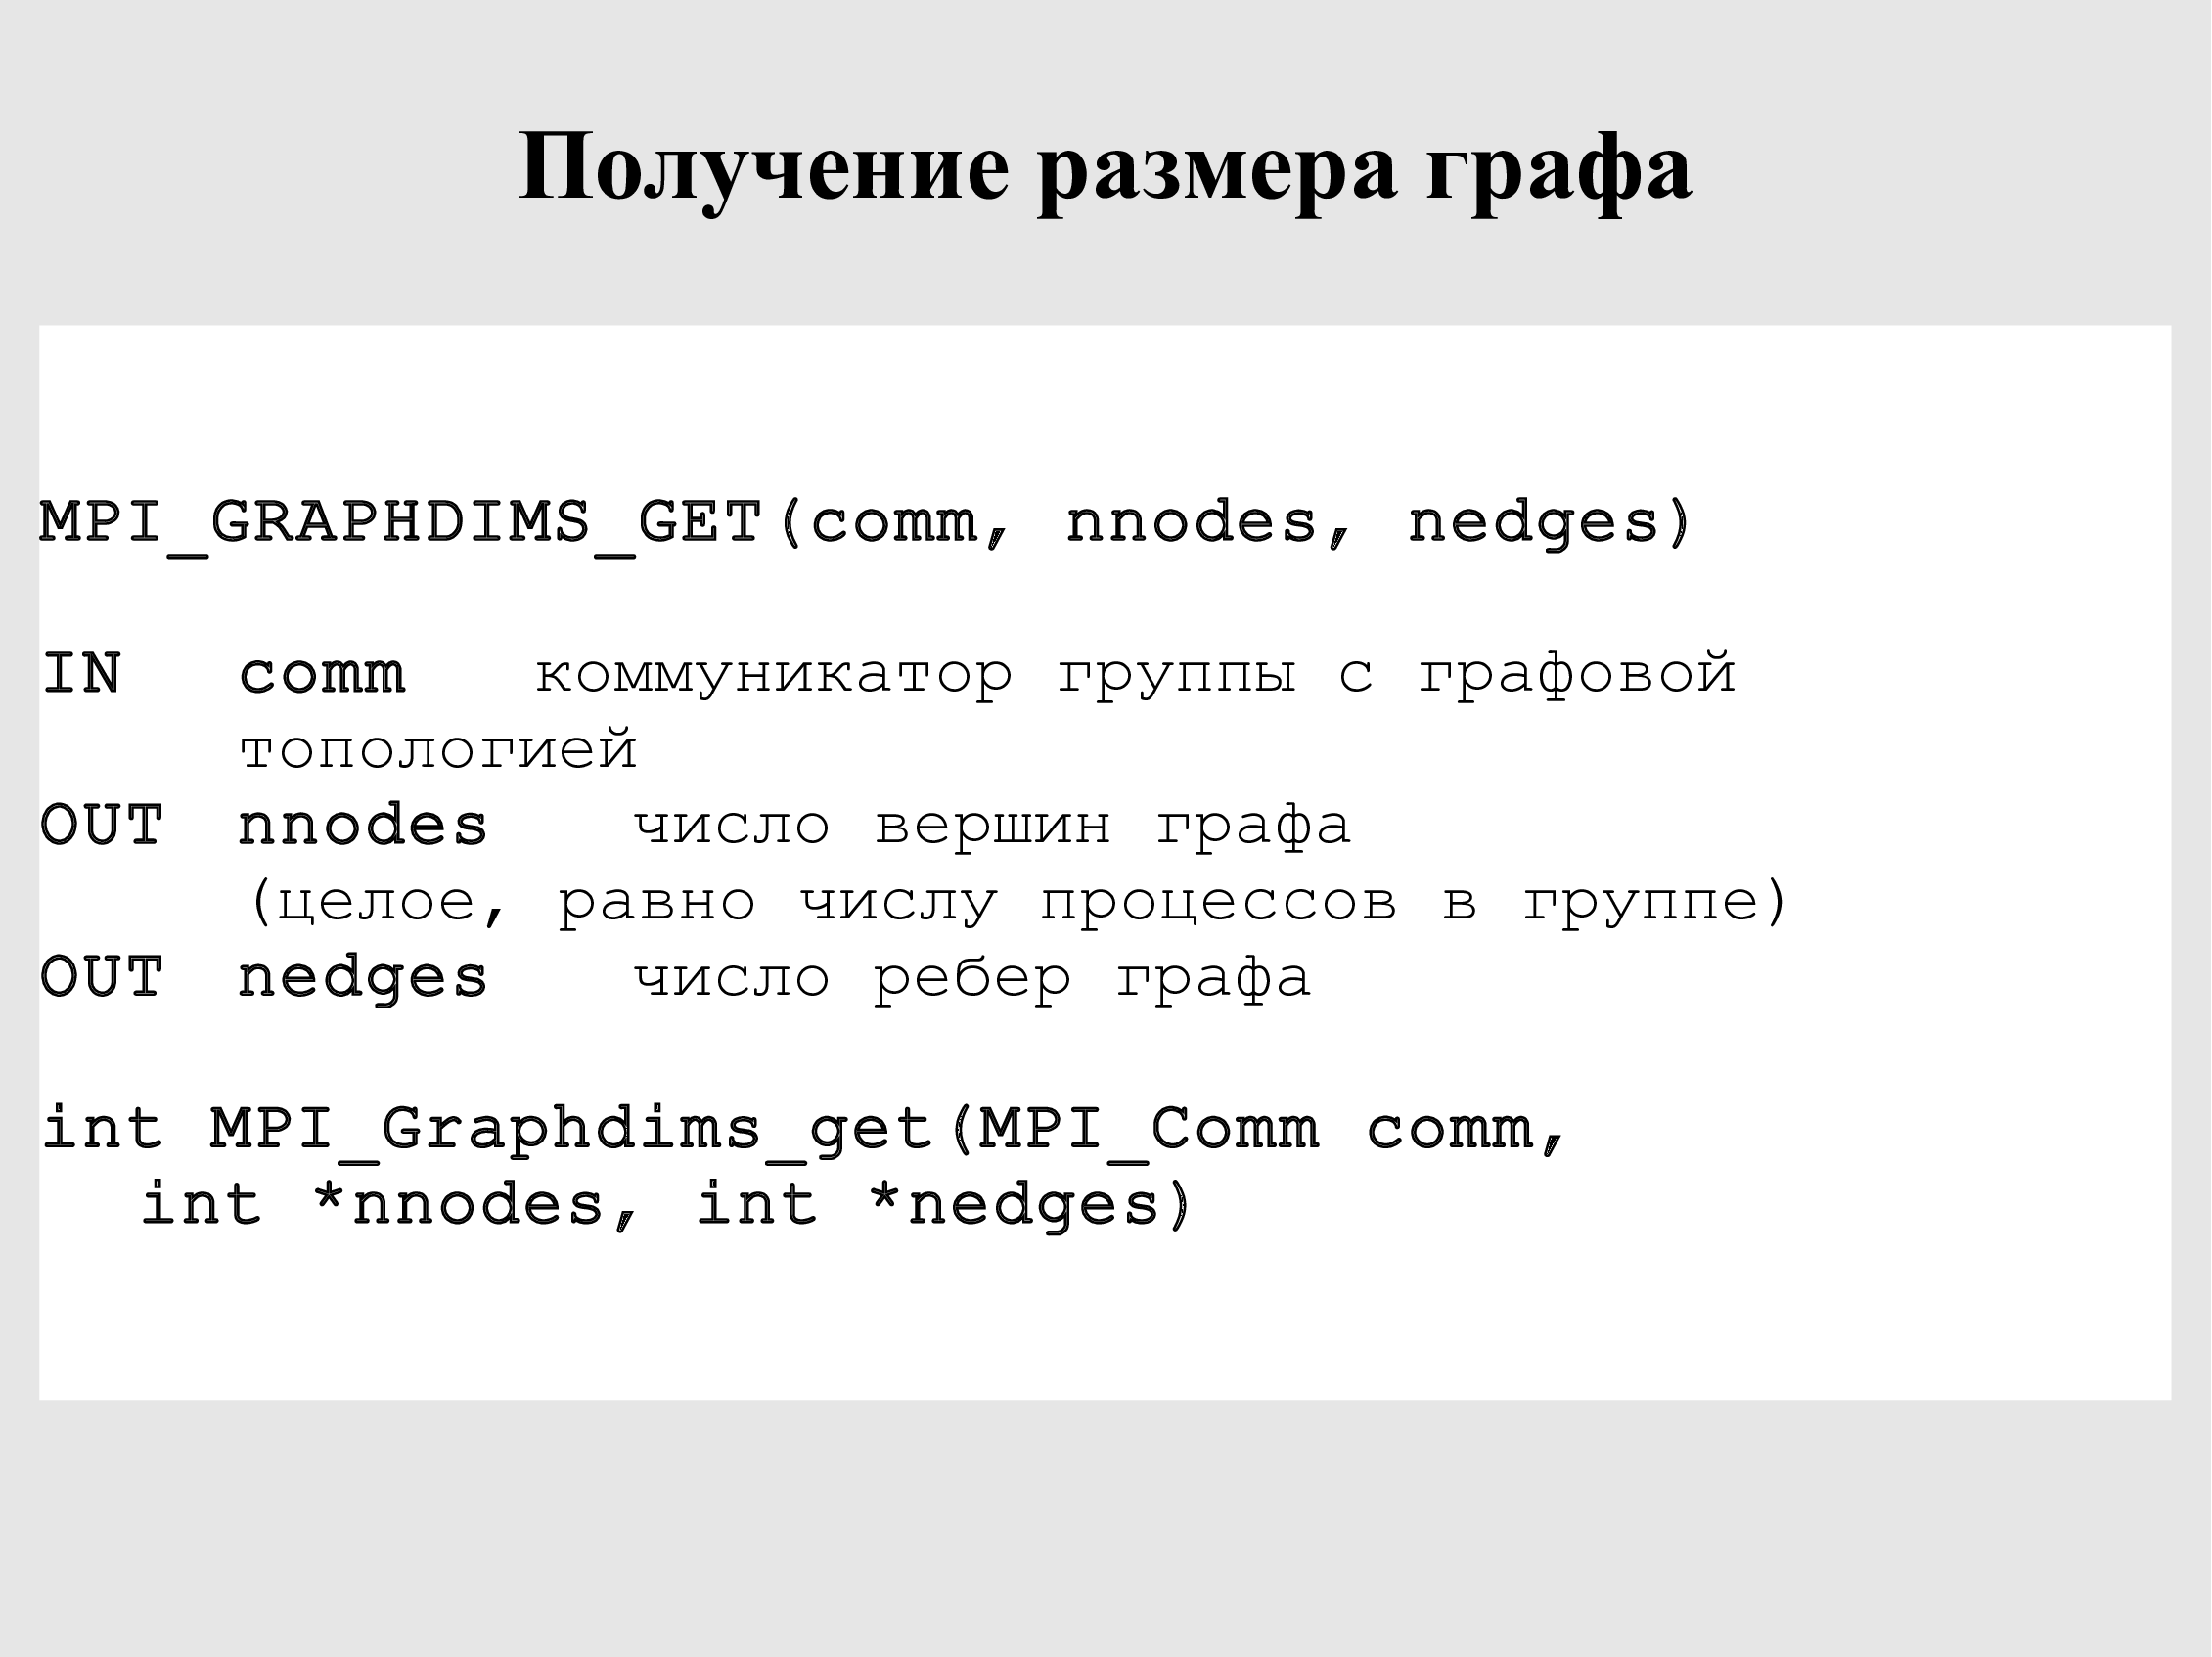 Получение размера графа
MPI_GRAPHDIMS_GET(comm, nnodes, nedges)
IN comm коммуникатор группы с графовой
топологией
OUT nnodes число вершин графа
(целое, равно числу процессов в группе)
OUT nedges число ребер графа
int MPI_Graphdims_get(MPI_Comm comm,
int *nnodes, int *nedges)